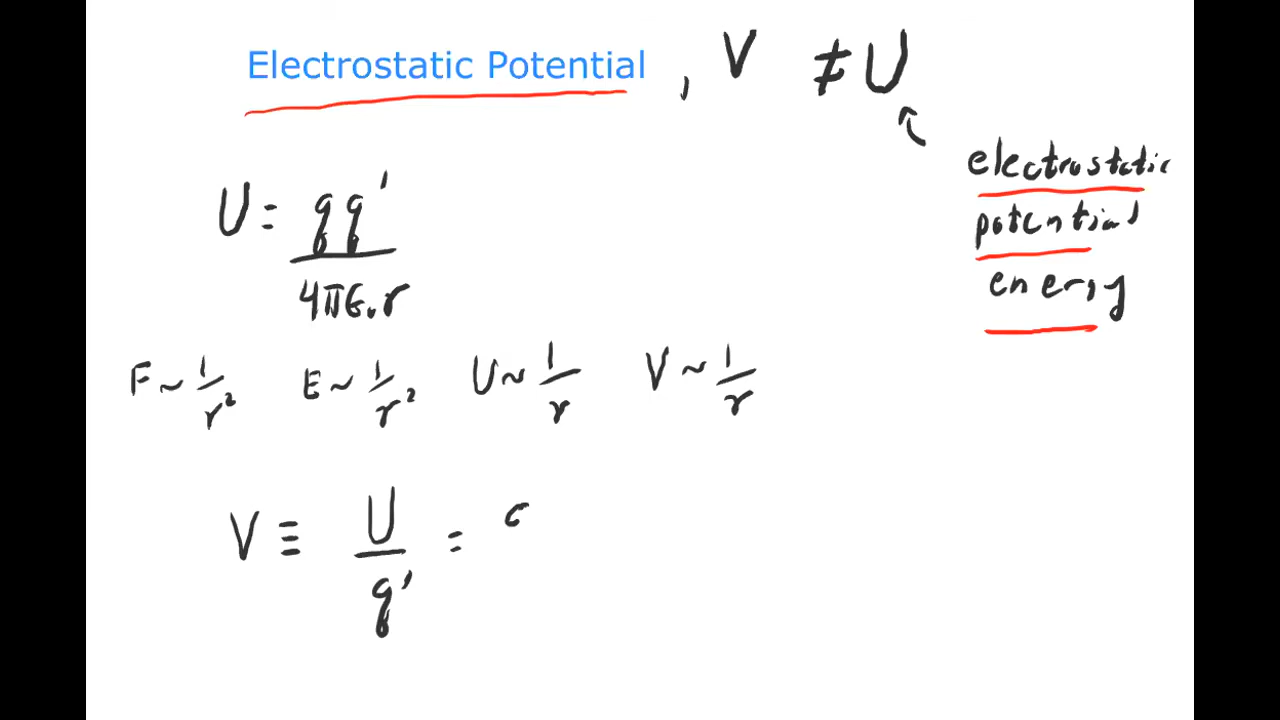 Electrostatic Potential , V ≠ U
electrostatic
potential
energy
U = qq'
4πε₀r
F ~ 1/r² E ~ 1/r² U ~ 1/r V ~ 1/r
V ≡ U/q' =